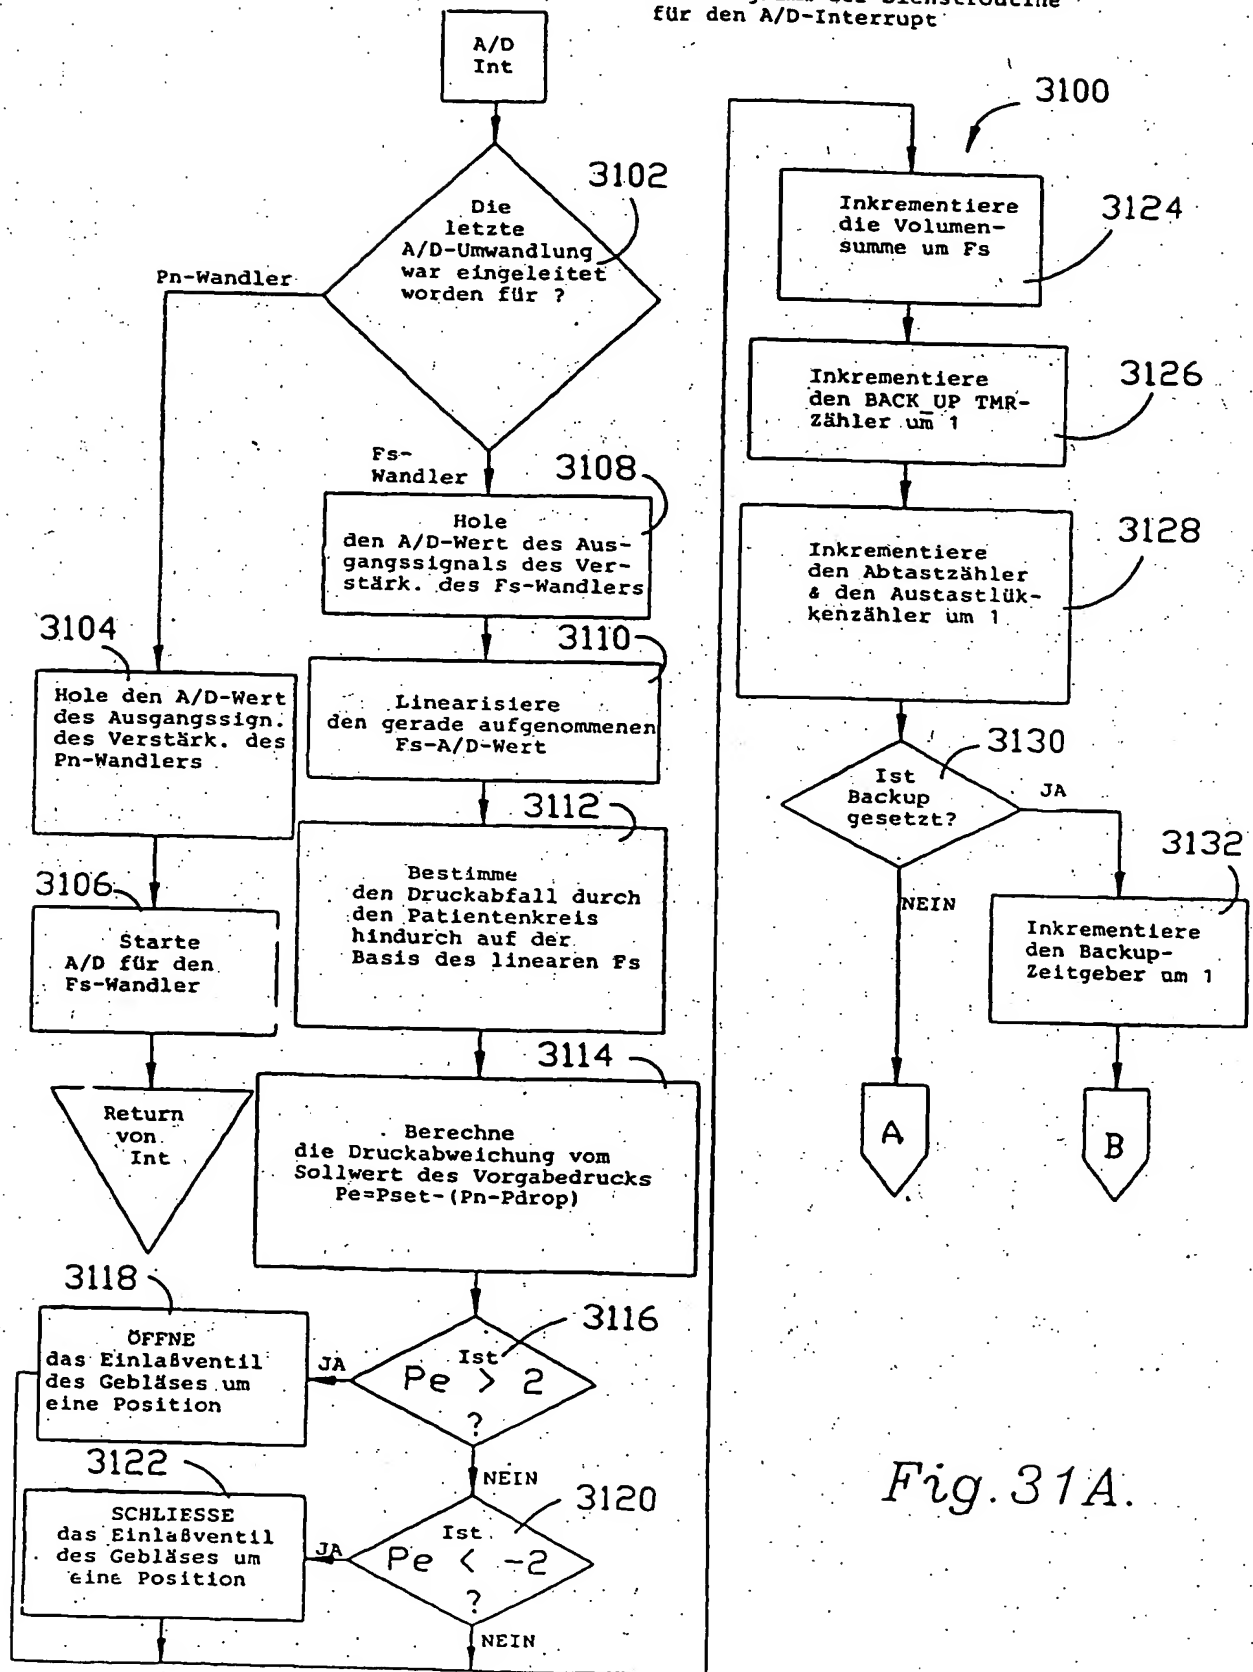 für den A/D-Interrupt
A/D
Int
3100
3102
Die
letzte
A/D-Umwandlung
war eingeleitet
worden für ?
Pn-Wandler
Fs-
Wandler
3108
Hole
den A/D-Wert des Aus-
gangssignals des Ver-
stärk. des Fs-Wandlers
3104
Hole den A/D-Wert
des Ausgangssign.
des Verstärk. des
Pn-Wandlers
3110
Linearisiere
den gerade aufgenommenen
Fs-A/D-Wert
3106
Starte
A/D für den
Fs-Wandler
3112
Bestimme
den Druckabfall durch
den Patientenkreis
hindurch auf der
Basis des linearen Fs
Return
von
Int
3114
Berechne
die Druckabweichung vom
Sollwert des Vorgabedrucks
Pe=Pset-(Pn-Pdrop)
3118
ÖFFNE
das Einlaßventil
des Gebläses um
eine Position
JA
3116
Ist
Pe > 2
?
NEIN
3122
SCHLIESSE
das Einlaßventil
des Gebläses um
eine Position
JA
3120
Ist
Pe < -2
?
NEIN
3124
Inkrementiere
die Volumen-
summe um Fs
3126
Inkrementiere
den BACK_UP TMR-
Zähler um 1
3128
Inkrementiere
den Abtastzähler
& den Austastlük-
kenzähler um 1
3130
Ist
Backup
gesetzt?
JA
NEIN
3132
Inkrementiere
den Backup-
Zeitgeber um 1
A
B
Fig. 31A.